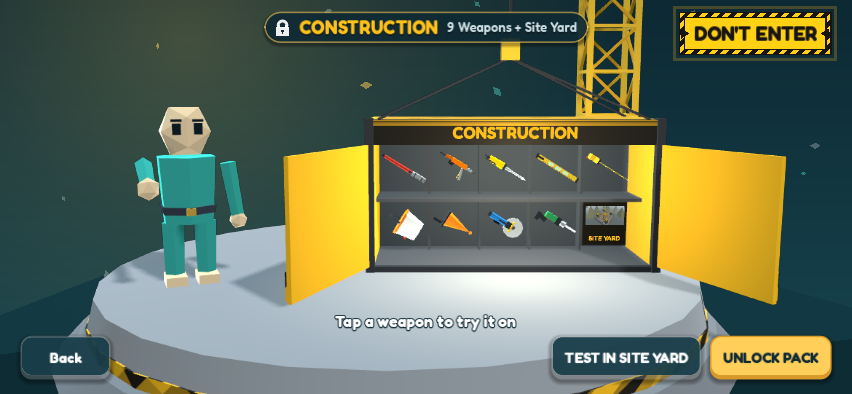 CONSTRUCTION 9 Weapons + Site Yard
DON'T ENTER
CONSTRUCTION
SITE YARD
Tap a weapon to try it on
Back
TEST IN SITE YARD
UNLOCK PACK